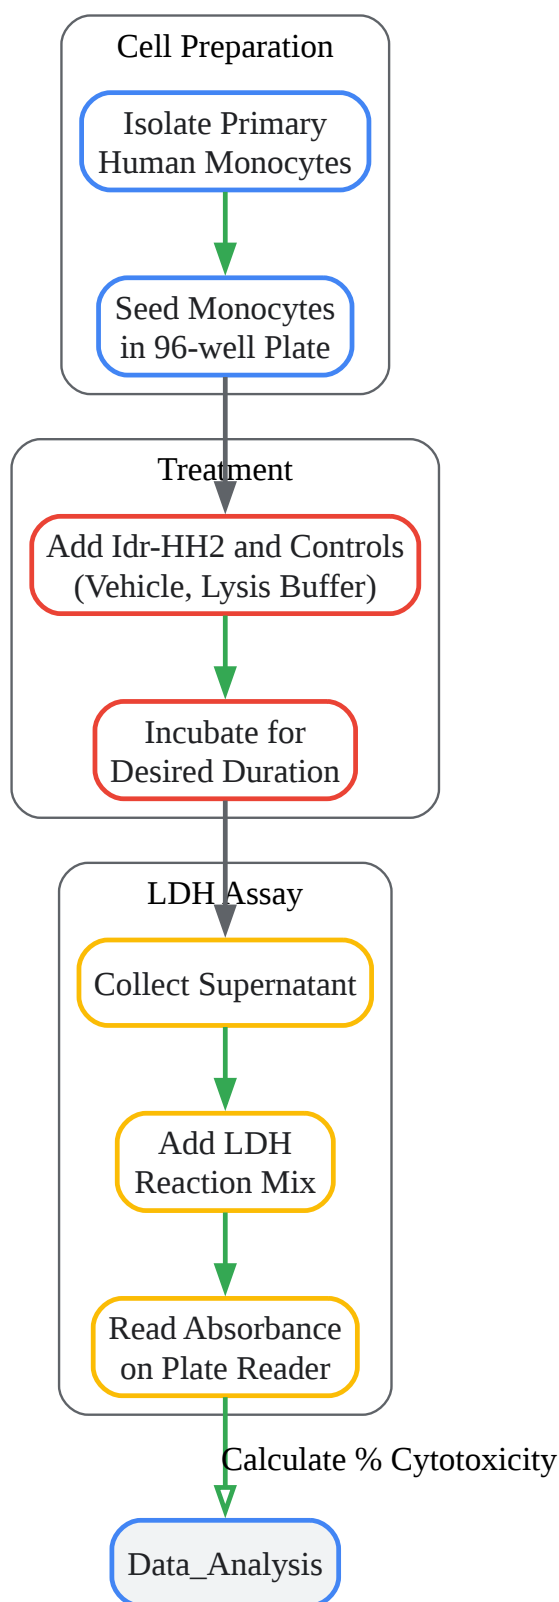 Cell Preparation
Isolate Primary
Human Monocytes
Seed Monocytes
in 96-well Plate
Treatment
Add Idr-HH2 and Controls
(Vehicle, Lysis Buffer)
Incubate for
Desired Duration
LDH Assay
Collect Supernatant
Add LDH
Reaction Mix
Read Absorbance
on Plate Reader
Calculate % Cytotoxicity
Data_Analysis